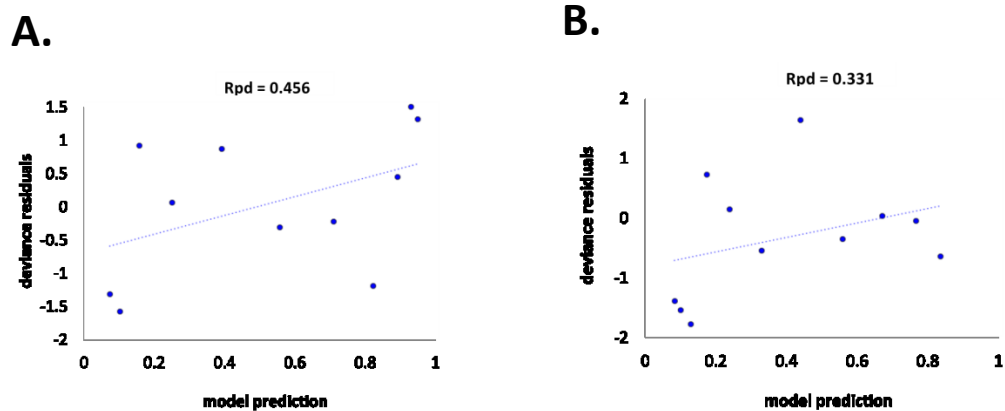 A.
Rpd = 0.456
1.5
1
0.5
0
-0.5
-1
-1.5
-2
deviance residuals
0 0.2 0.4 0.6 0.8 1
model prediction
B.
Rpd = 0.331
2
1
0
-1
-2
deviance residuals
0 0.2 0.4 0.6 0.8 1
model prediction